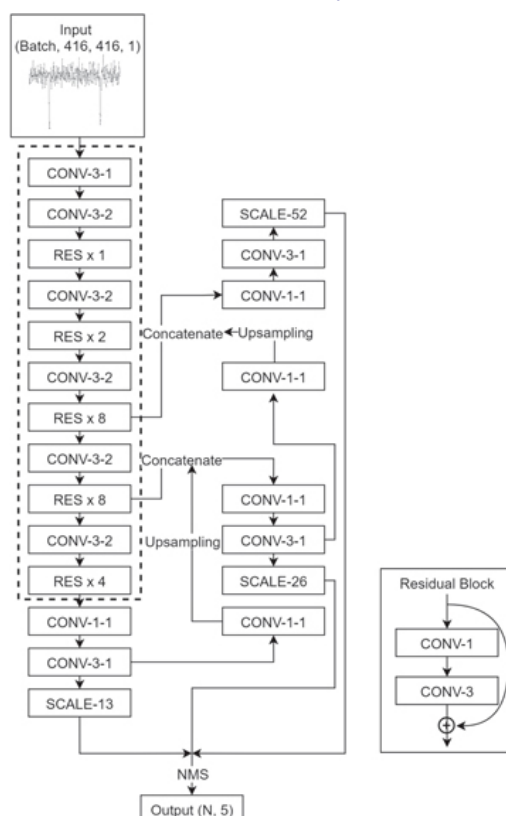 Input
(Batch, 416, 416, 1)
CONV-3-1
CONV-3-2
RES x 1
CONV-3-2
RES x 2
CONV-3-2
RES x 8
CONV-3-2
RES x 8
CONV-3-2
RES x 4
CONV-1-1
CONV-3-1
SCALE-13
SCALE-52
CONV-3-1
CONV-1-1
Concatenate
Upsampling
CONV-1-1
Concatenate
CONV-1-1
CONV-3-1
Upsampling
SCALE-26
CONV-1-1
NMS
Output (N, 5)
Residual Block
CONV-1
CONV-3